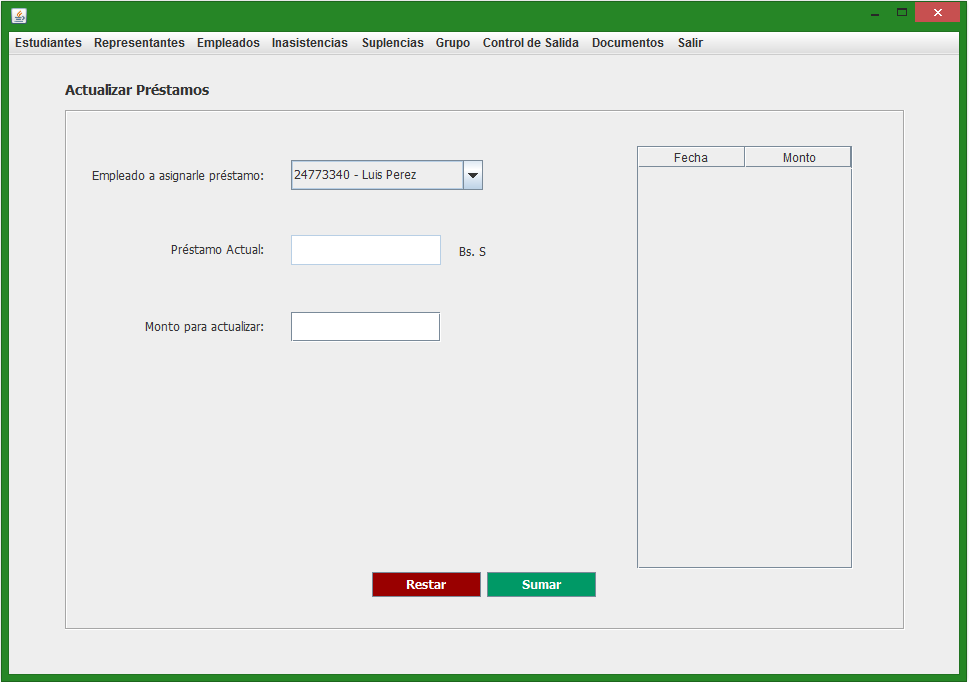 Estudiantes Representantes Empleados Inasistencias Suplencias Grupo Control de Salida Documentos Salir
Actualizar Préstamos
Empleado a asignarle préstamo: 24773340 - Luis Perez
Préstamo Actual: Bs. S
Monto para actualizar:
Fecha Monto
Restar Sumar